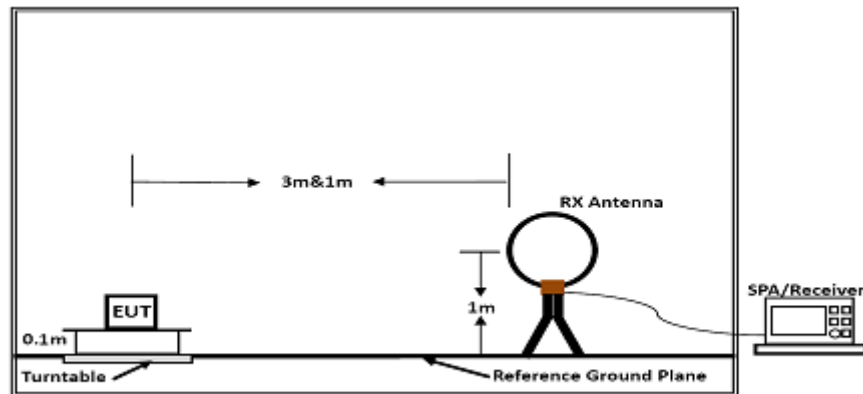 3m&1m
RX Antenna
SPA/Receiver
EUT
1m
0.1m
Turntable
Reference Ground Plane